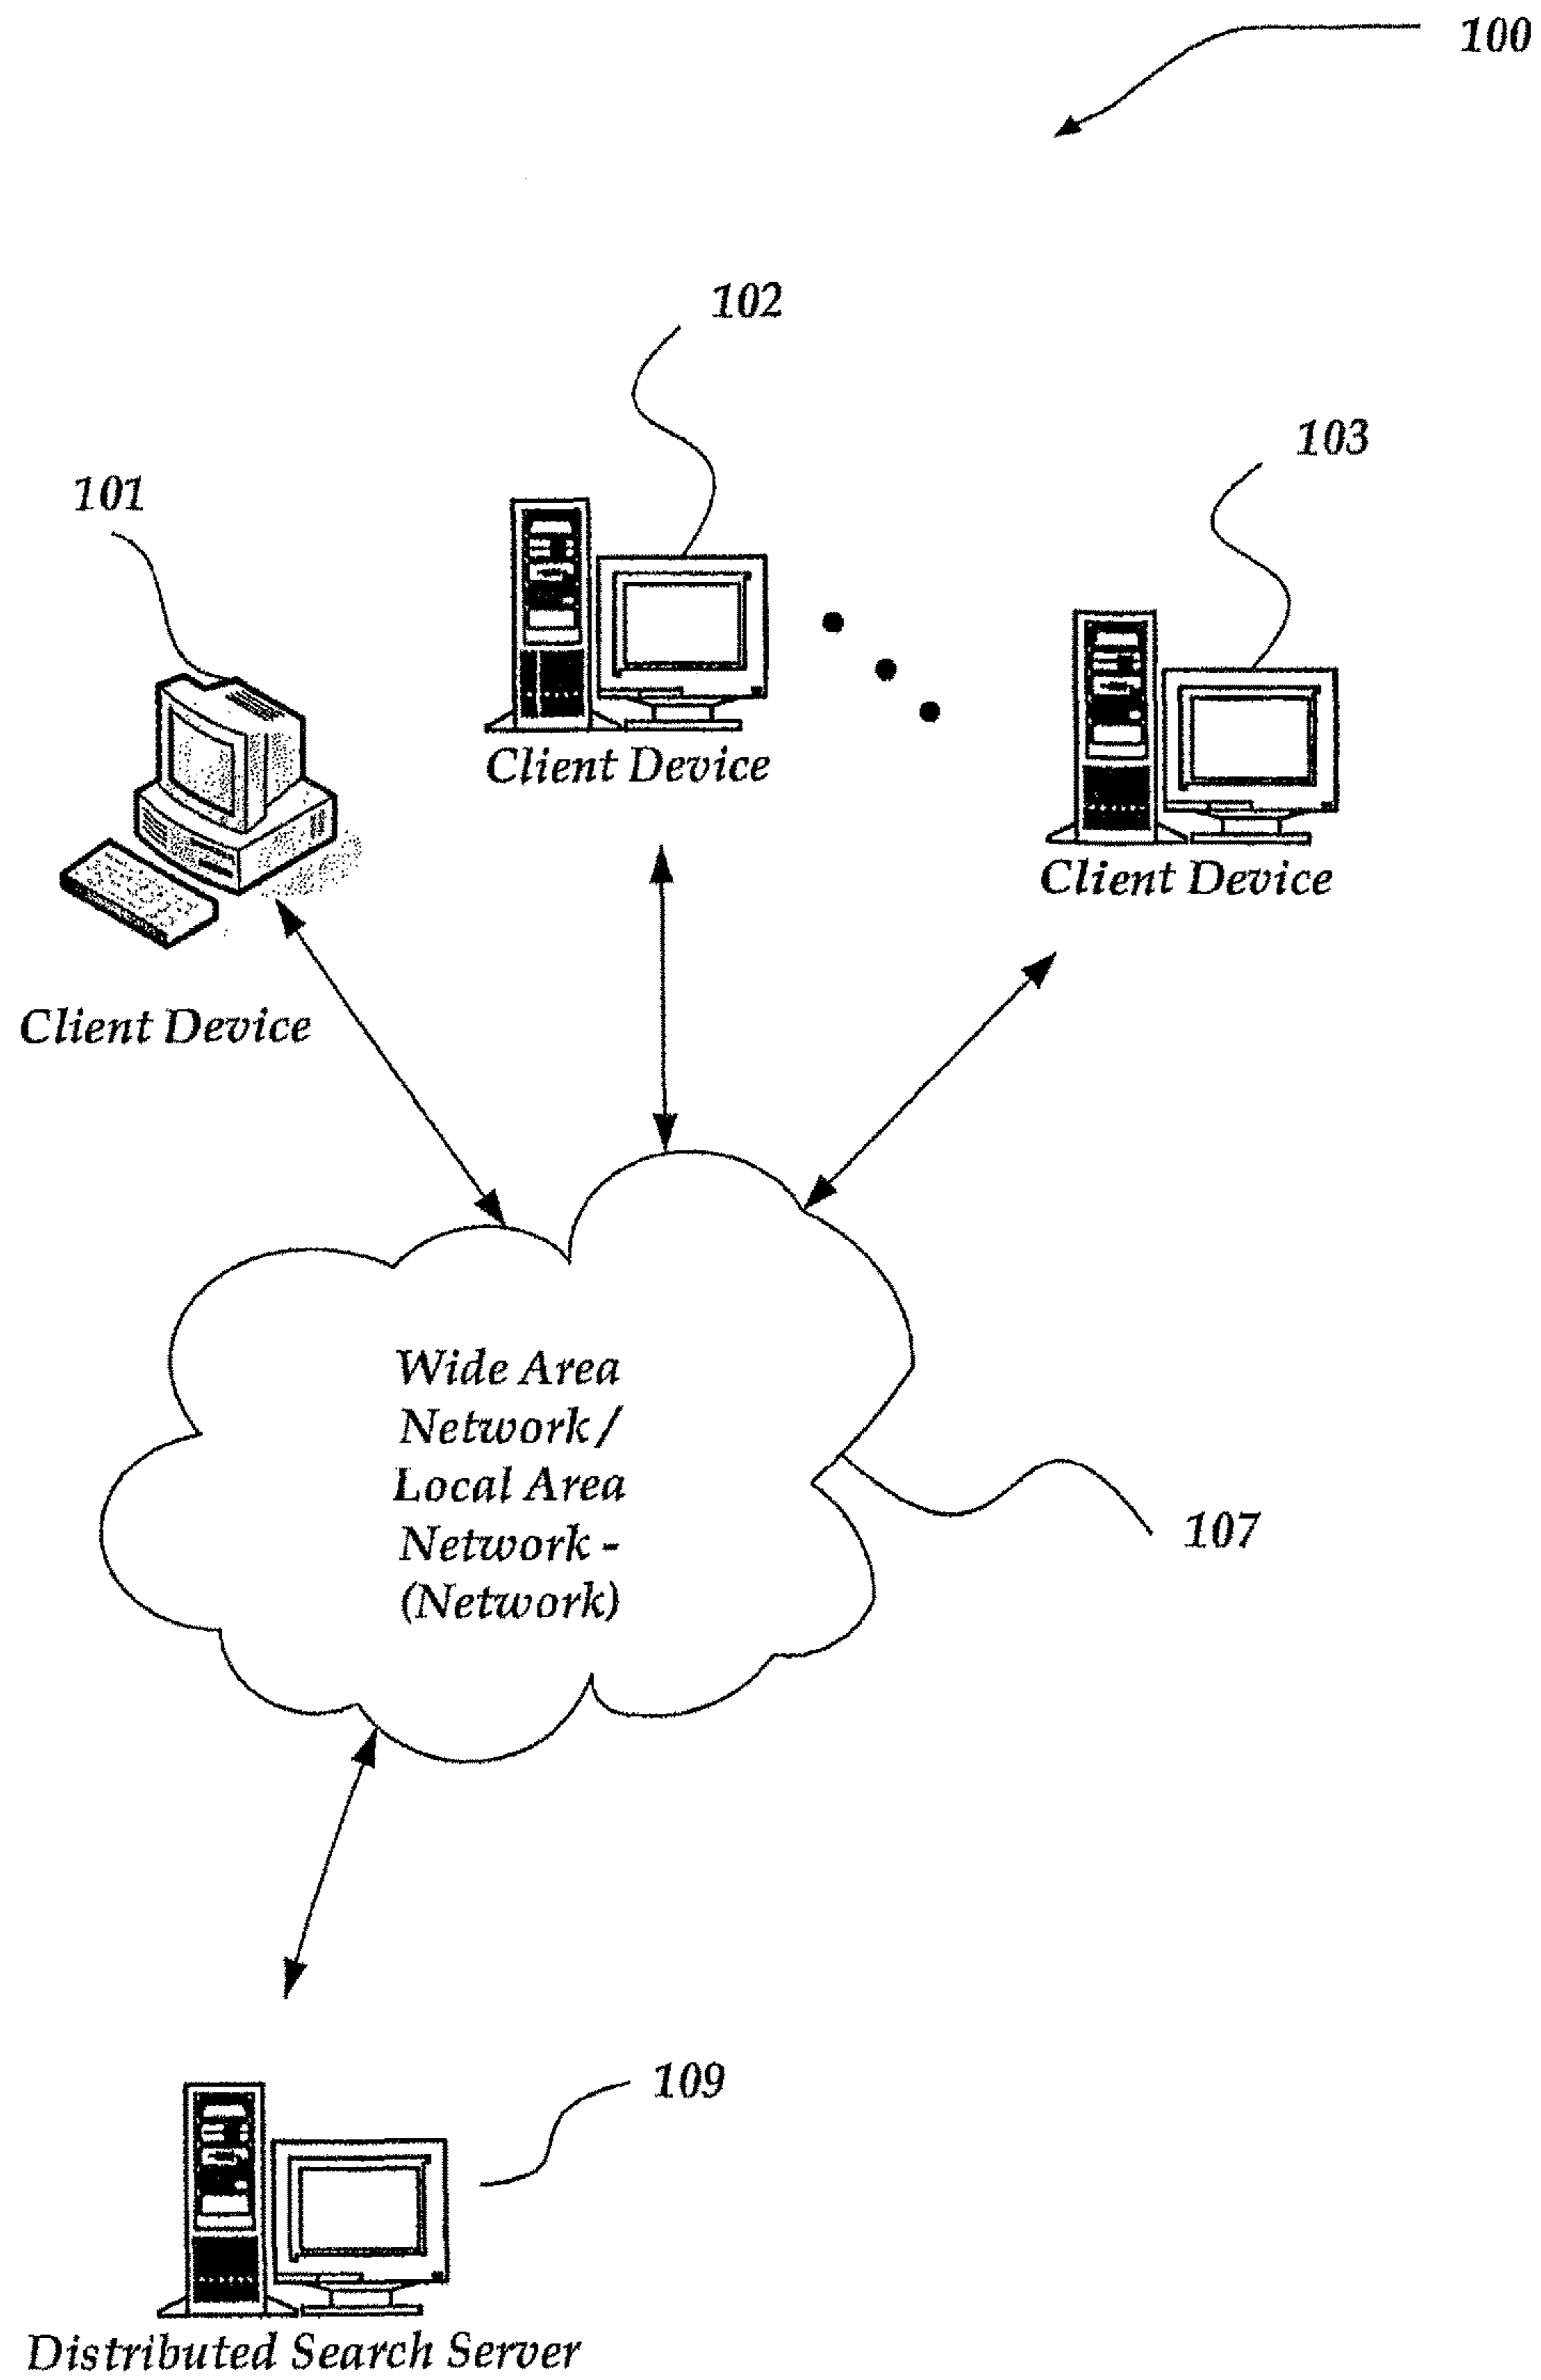 100
102
103
101
Client Device
Client Device
Client Device
Wide Area
Network /
Local Area
Network -
(Network)
107
109
Distributed Search Server